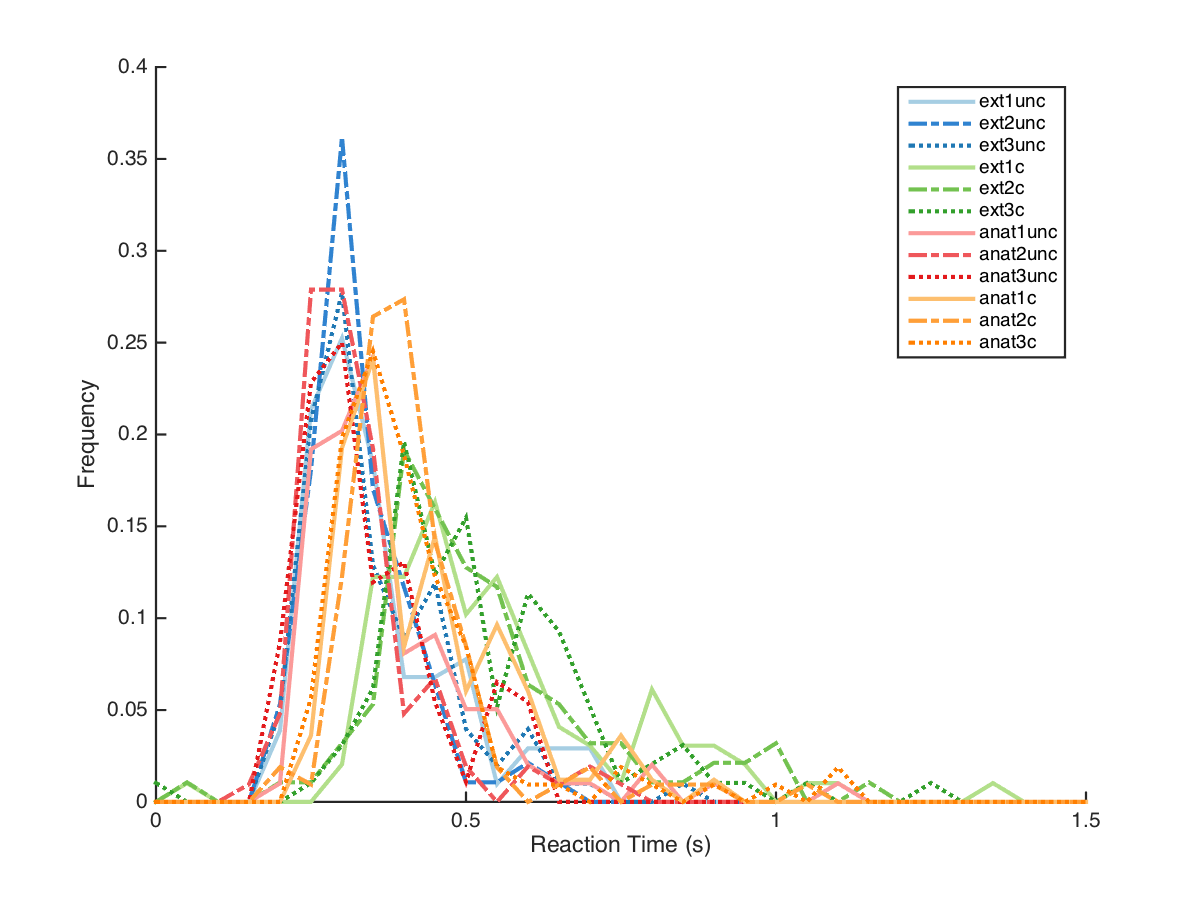 0.4
0.35
0.3
0.25
0.2
0.15
0.1
0.05
0
Frequency
0
0.5
1
1.5
Reaction Time (s)
ext1unc
ext2unc
ext3unc
ext1c
ext2c
ext3c
anat1unc
anat2unc
anat3unc
anat1c
anat2c
anat3c